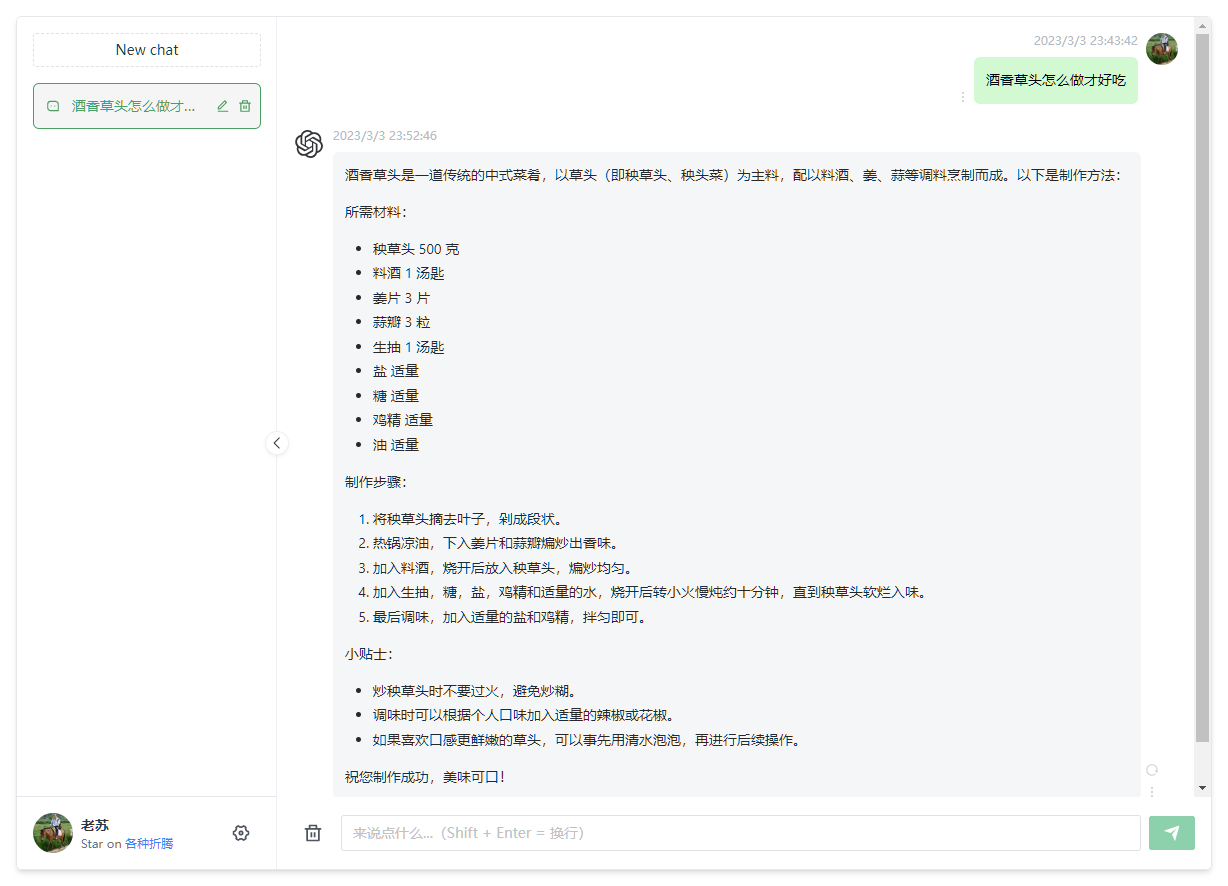 New chat
酒香草头怎么做才...
2023/3/3 23:43:42
酒香草头怎么做才好吃
2023/3/3 23:52:46
酒香草头是一道传统的中式菜肴，以草头（即秧草头、秧头菜）为主料，配以料酒、姜、蒜等调料烹制而成。以下是制作方法：
所需材料：
• 秧草头 500 克
• 料酒 1 汤匙
• 姜片 3 片
• 蒜瓣 3 粒
• 生抽 1 汤匙
• 盐 适量
• 糖 适量
• 鸡精 适量
• 油 适量
制作步骤：
1. 将秧草头摘去叶子，剁成段状。
2. 热锅凉油，下入姜片和蒜瓣煸炒出香味。
3. 加入料酒，烧开后放入秧草头，煸炒均匀。
4. 加入生抽，糖，盐，鸡精和适量的水，烧开后转小火慢炖约十分钟，直到秧草头软烂入味。
5. 最后调味，加入适量的盐和鸡精，拌匀即可。
小贴士：
• 炒秧草头时不要过火，避免炒糊。
• 调味时可以根据个人口味加入适量的辣椒或花椒。
• 如果喜欢口感更鲜嫩的草头，可以事先用清水泡泡，再进行后续操作。
祝您制作成功，美味可口！
老苏
Star on 各种折腾
来说点什么...（Shift + Enter = 换行）